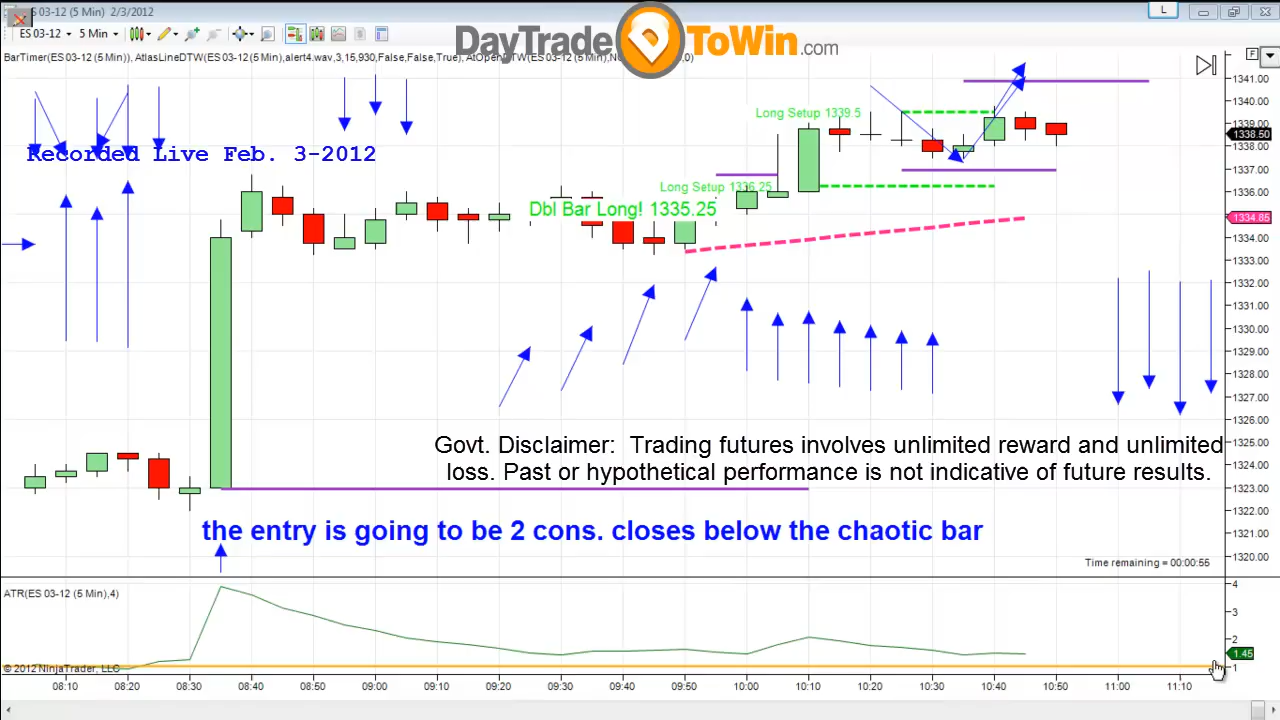 ES 03-12 (5 Min) 2/3/2012
L
ES 03-12
5 Min
DayTradeToWin.com
BarTimer(ES 03-12 (5 Min)), AtlasLineDTW(ES 03-12 (5 Min),alert4.wav,3,15,930,False,False,True), AtOpen
F
Recorded Live Feb. 3-2012
Long Setup 1339.5
Long Setup 1336.25
Dbl Bar Long! 1335.25
1341.00
1340.00
1339.00
1338.50
1337.00
1336.00
1334.85
1334.00
1333.00
1332.00
1331.00
1330.00
1329.00
1328.00
1327.00
1326.00
1325.00
1324.00
1323.00
1321.00
1320.00
Govt. Disclaimer: Trading futures involves unlimited reward and unlimited
loss. Past or hypothetical performance is not indicative of future results.
the entry is going to be 2 cons. closes below the chaotic bar
Time remaining = 00:00:55
ATR(ES 03-12 (5 Min),4)
4
3
2
1.45
1
© 2012 NinjaTrader, LLC
08:10 08:20 08:30 08:40 08:50 09:00 09:10 09:20 09:30 09:40 09:50 10:00 10:10 10:20 10:30 10:40 10:50 11:00 11:10